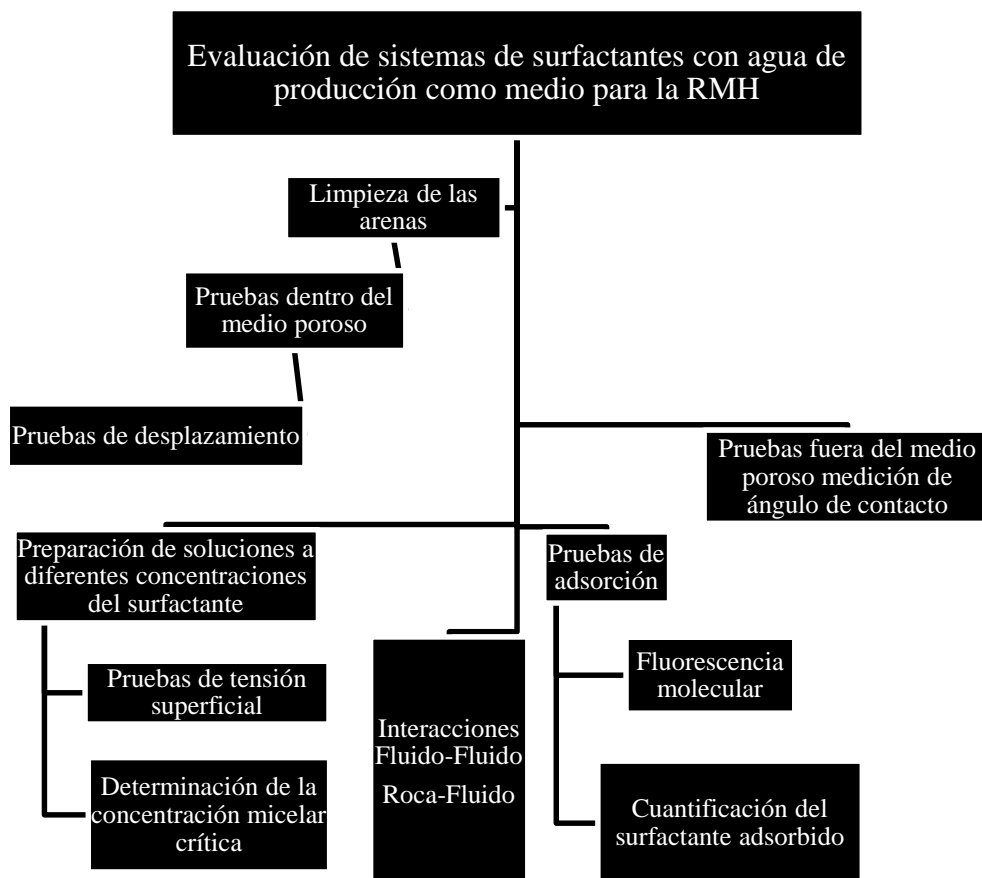 Evaluación de sistemas de surfactantes con agua de
producción como medio para la RMH
Limpieza de las
arenas
Pruebas dentro del
medio poroso
Pruebas de desplazamiento
Pruebas fuera del medio
poroso medición de
ángulo de contacto
Preparación de soluciones a
diferentes concentraciones
del surfactante
Pruebas de tensión
superficial
Determinación de la
concentración micelar
crítica
Interacciones
Fluido-Fluido
Roca-Fluido
Pruebas de
adsorción
Fluorescencia
molecular
Cuantificación del
surfactante adsorbido